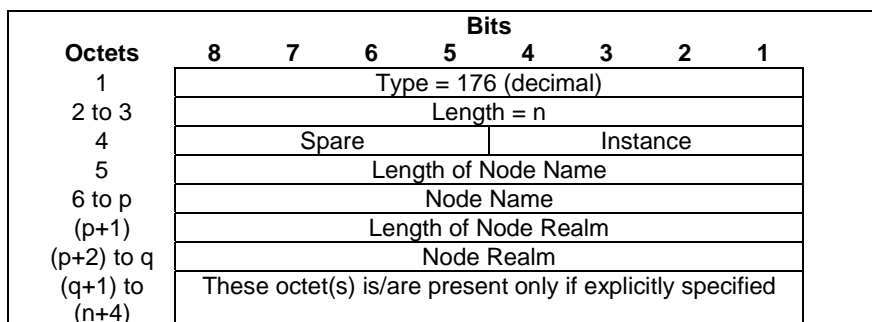 Bits
Octets 8 7 6 5 4 3 2 1
1 Type = 176 (decimal)
2 to 3 Length = n
4 Spare Instance
5 Length of Node Name
6 to p Node Name
(p+1) Length of Node Realm
(p+2) to q Node Realm
(q+1) to These octet(s) is/are present only if explicitly specified
(n+4)